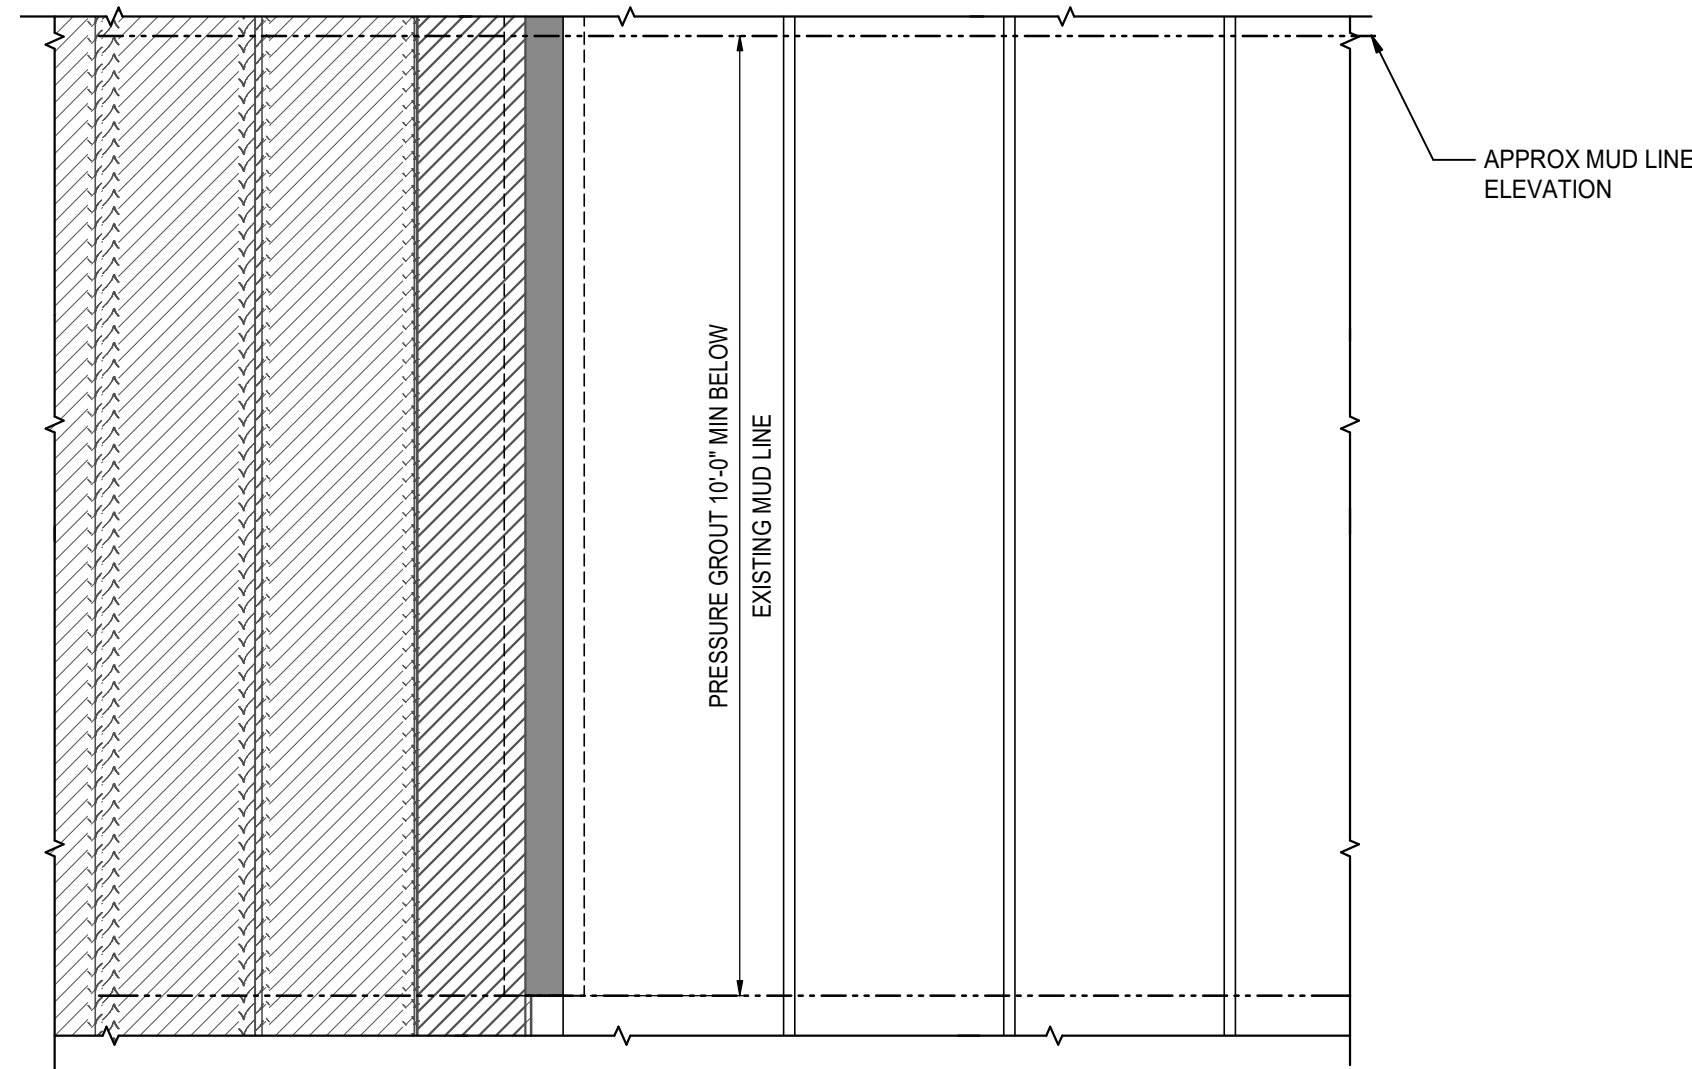 APPROX MUD LINE
ELEVATION
PRESSURE GROUT 10'-0" MIN BELOW
EXISTING MUD LINE